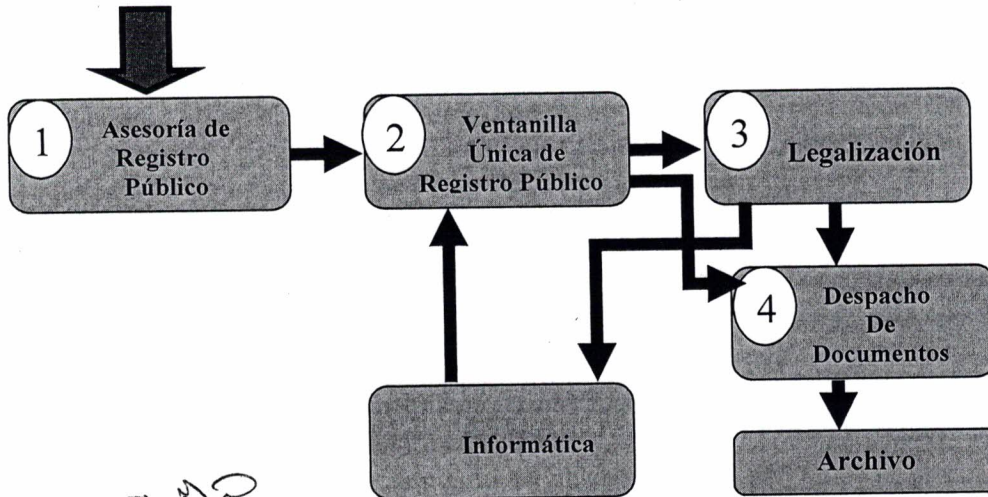 1
Asesoría de
Registro
Público
2
Ventanilla
Única de
Registro Público
3
Legalización
4
Despacho
De
Documentos
Informática
Archivo